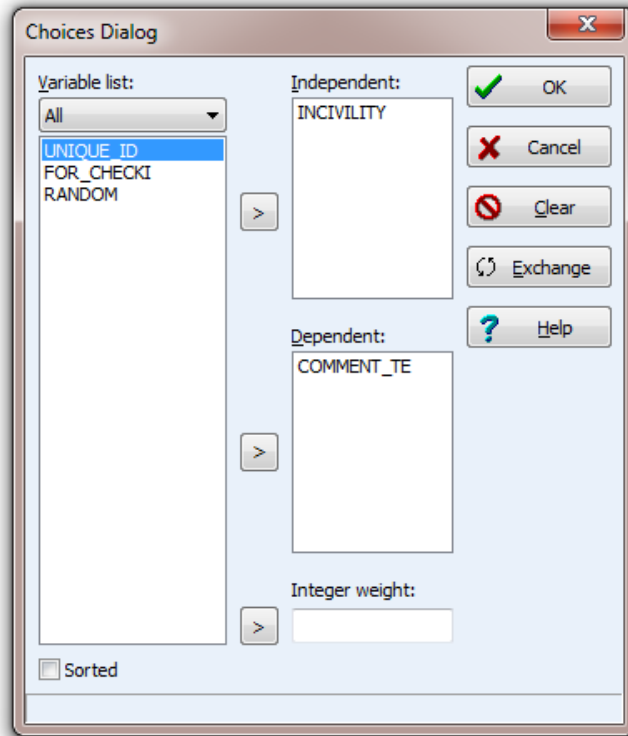 Choices Dialog
Variable list:
All
UNIQUE_ID
FOR_CHECKI
RANDOM
>
>
>
Sorted
Independent:
INCIVILITY
Dependent:
COMMENT_TE
Integer weight:
OK
Cancel
Clear
Exchange
Help